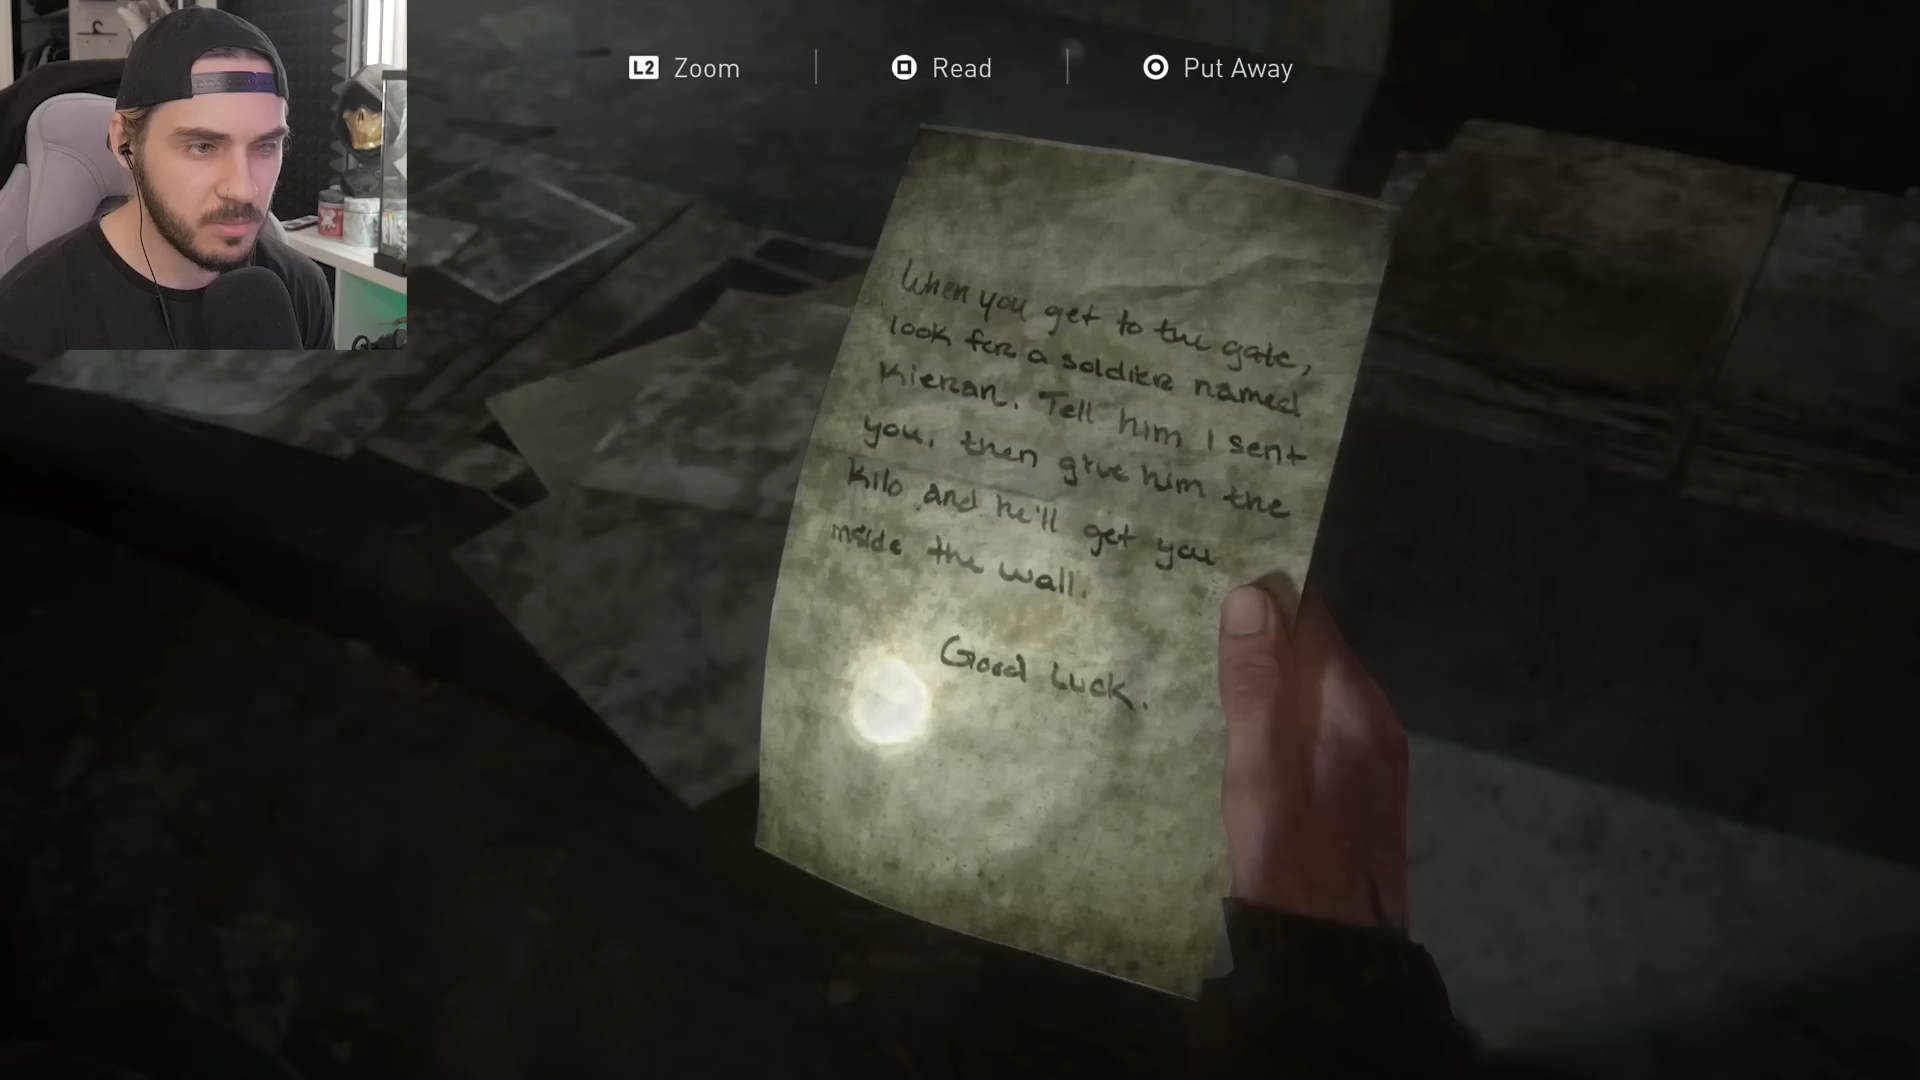 L2 Zoom Read Put Away
When you get to the gate,
look for a soldier named
Kieran. Tell him I sent
you, then give him the
Kilo and he'll get you
inside the wall.
Good Luck.